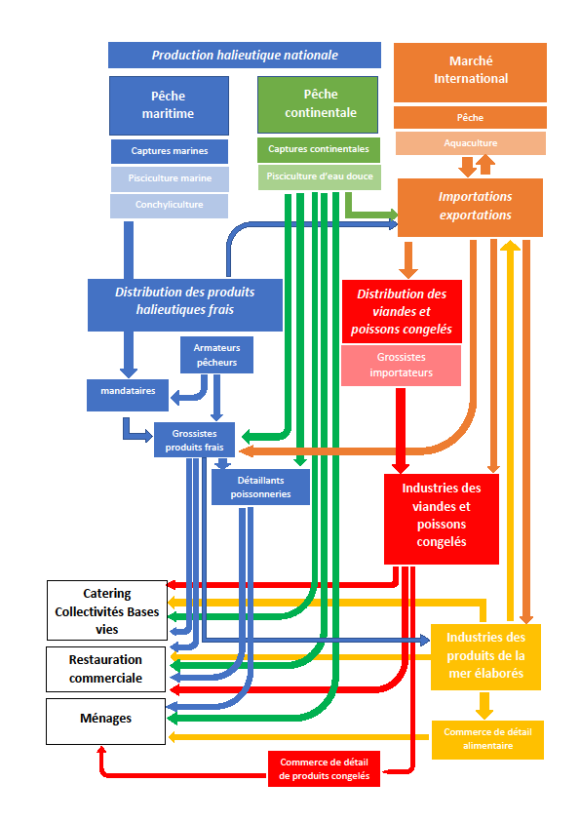 Production halieutique nationale
Marché
International
Pêche
maritime
Pêche
continentale
Pêche
Captures marines
Captures continentales
Aquaculture
Pisciculture marine
Pisciculture d'eau douce
Conchyliculture
Importations
exportations
Distribution des produits
halieutiques frais
Distribution des
viandes et
poissons congelés
Armateurs
pêcheurs
Grossistes
importateurs
mandataires
Grossistes
produits frais
Détaillants
poissonneries
Industries des
viandes et
poissons
congelés
Catering
Collectivités Bases
vies
Industries des
produits de la
mer élaborés
Restauration
commerciale
Ménages
Commerce de détail
alimentaire
Commerce de détail
de produits congelés